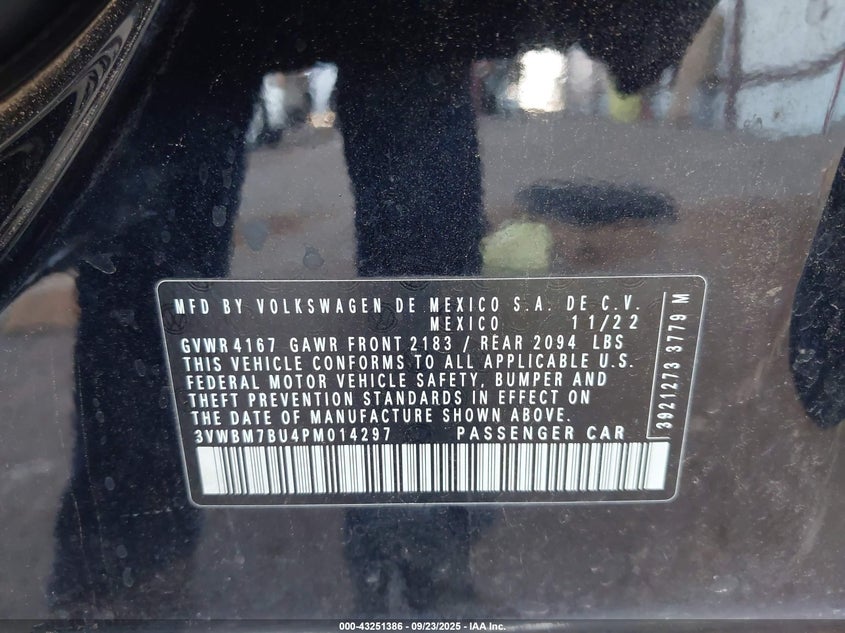 MFD BY VOLKSWAGEN DE MEXICO S.A. DE C.V.
MEXICO 11/22
GVWR 4167 GAWR FRONT 2183 / REAR 2094 LBS
THIS VEHICLE CONFORMS TO ALL APPLICABLE U.S.
FEDERAL MOTOR VEHICLE SAFETY, BUMPER AND
THEFT PREVENTION STANDARDS IN EFFECT ON
THE DATE OF MANUFACTURE SHOWN ABOVE.
3VWBM7BU4PM014297 PASSENGER CAR
3921273 3779 M
000-43251386 - 09/23/2025 - IAA Inc.